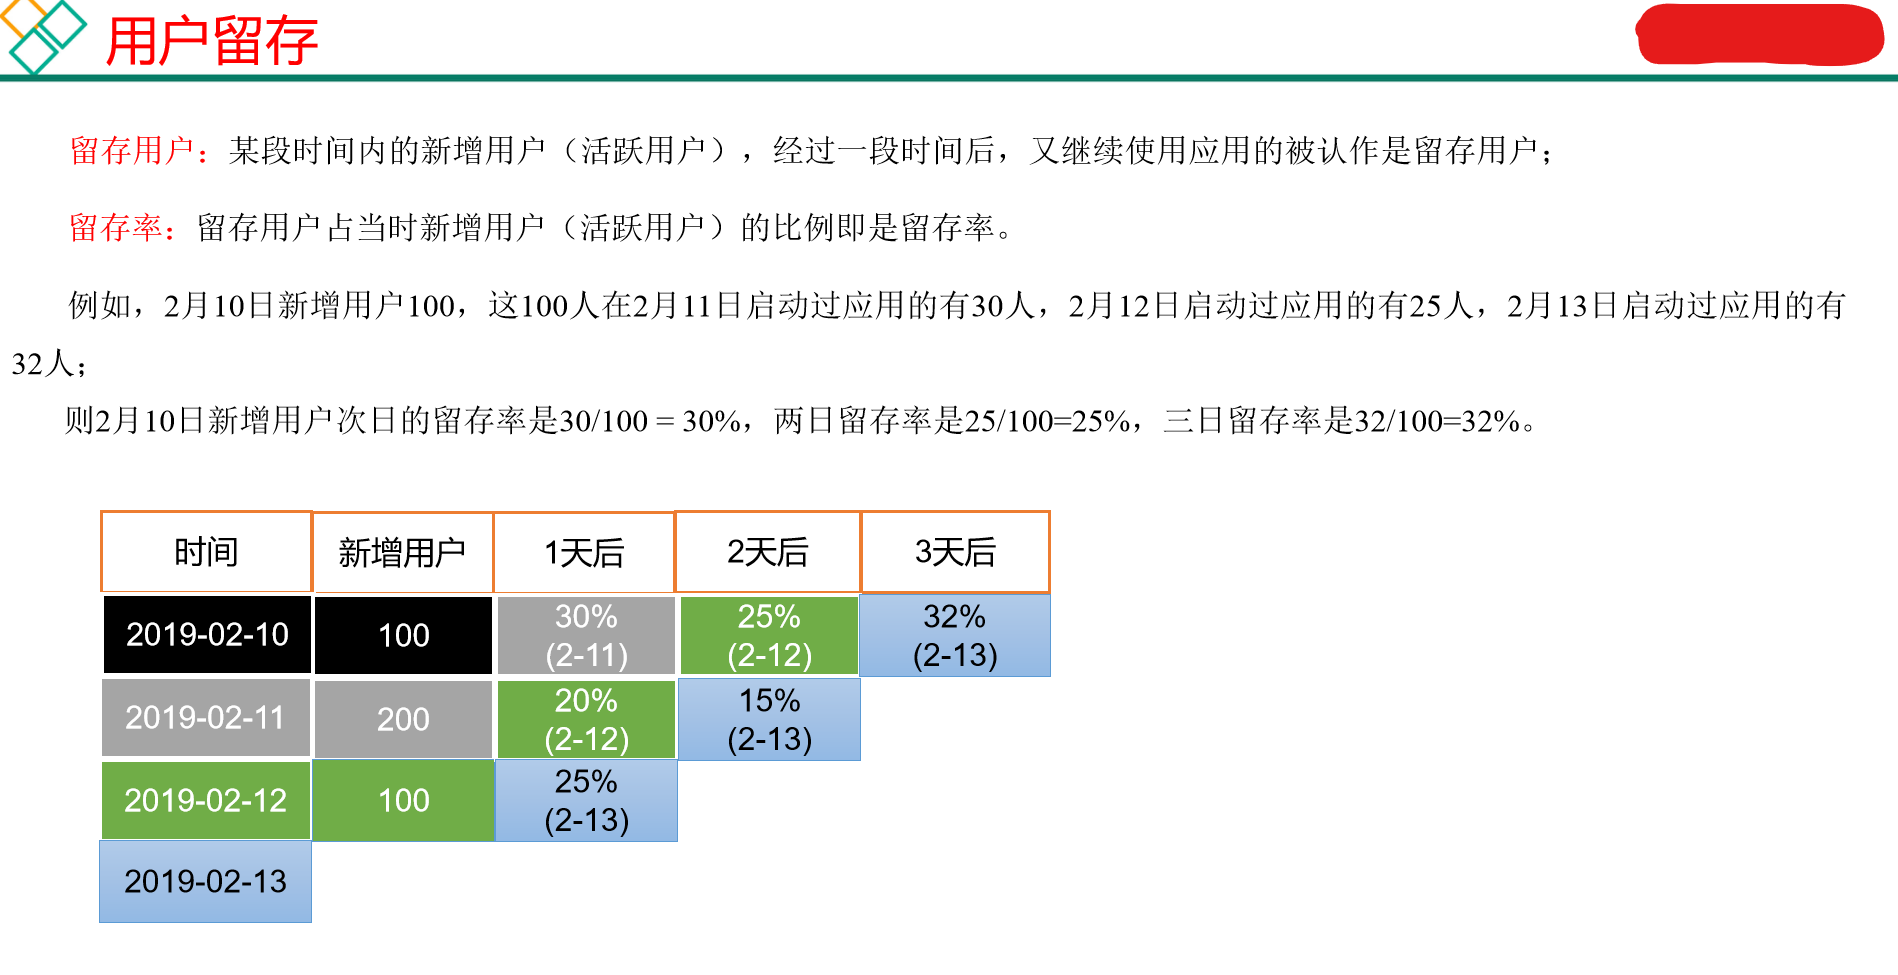 用户留存
留存用户：某段时间内的新增用户（活跃用户），经过一段时间后，又继续使用应用的被认作是留存用户；
留存率：留存用户占当时新增用户（活跃用户）的比例即是留存率。
例如，2月10日新增用户100，这100人在2月11日启动过应用的有30人，2月12日启动过应用的有25人，2月13日启动过应用的有
32人；
则2月10日新增用户次日的留存率是30/100 = 30%，两日留存率是25/100=25%，三日留存率是32/100=32%。
时间 新增用户 1天后 2天后 3天后
2019-02-10 100 30% (2-11) 25% (2-12) 32% (2-13)
2019-02-11 200 20% (2-12) 15% (2-13)
2019-02-12 100 25% (2-13)
2019-02-13